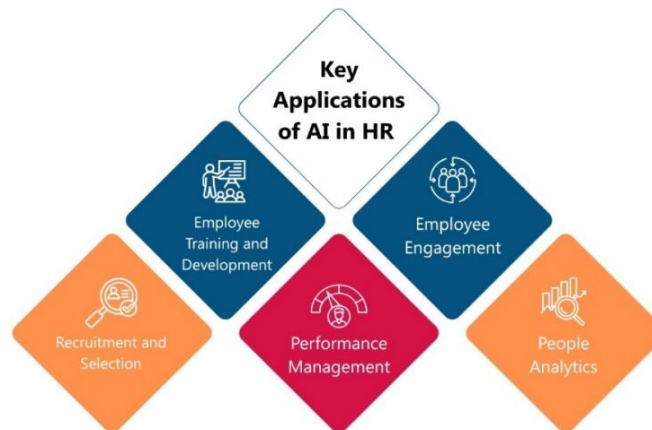 Key
Applications
of AI in HR
Employee
Training and
Development
Employee
Engagement
Recruitment and
Selection
Performance
Management
People
Analytics